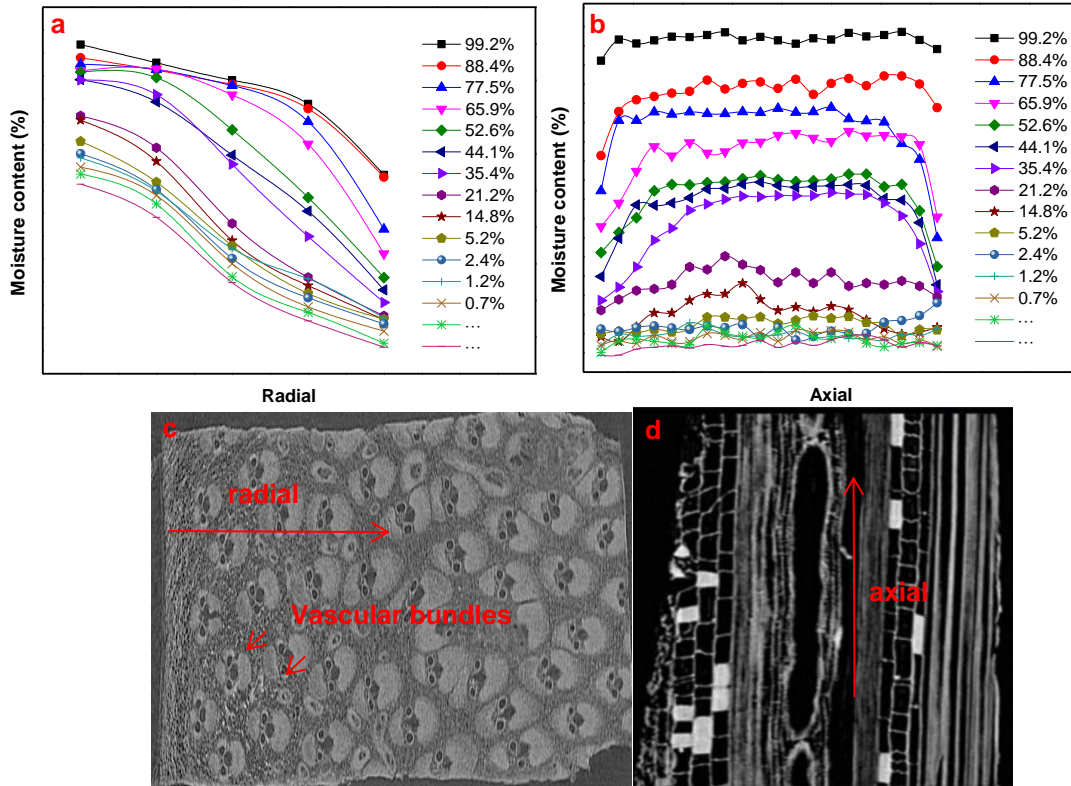 a
Moisture content (%)
99.2%
88.4%
77.5%
65.9%
52.6%
44.1%
35.4%
21.2%
14.8%
5.2%
2.4%
1.2%
0.7%
...
...
Radial
b
Moisture content (%)
99.2%
88.4%
77.5%
65.9%
52.6%
44.1%
35.4%
21.2%
14.8%
5.2%
2.4%
1.2%
0.7%
...
...
Axial
c
radial
Vascular bundles
d
axial